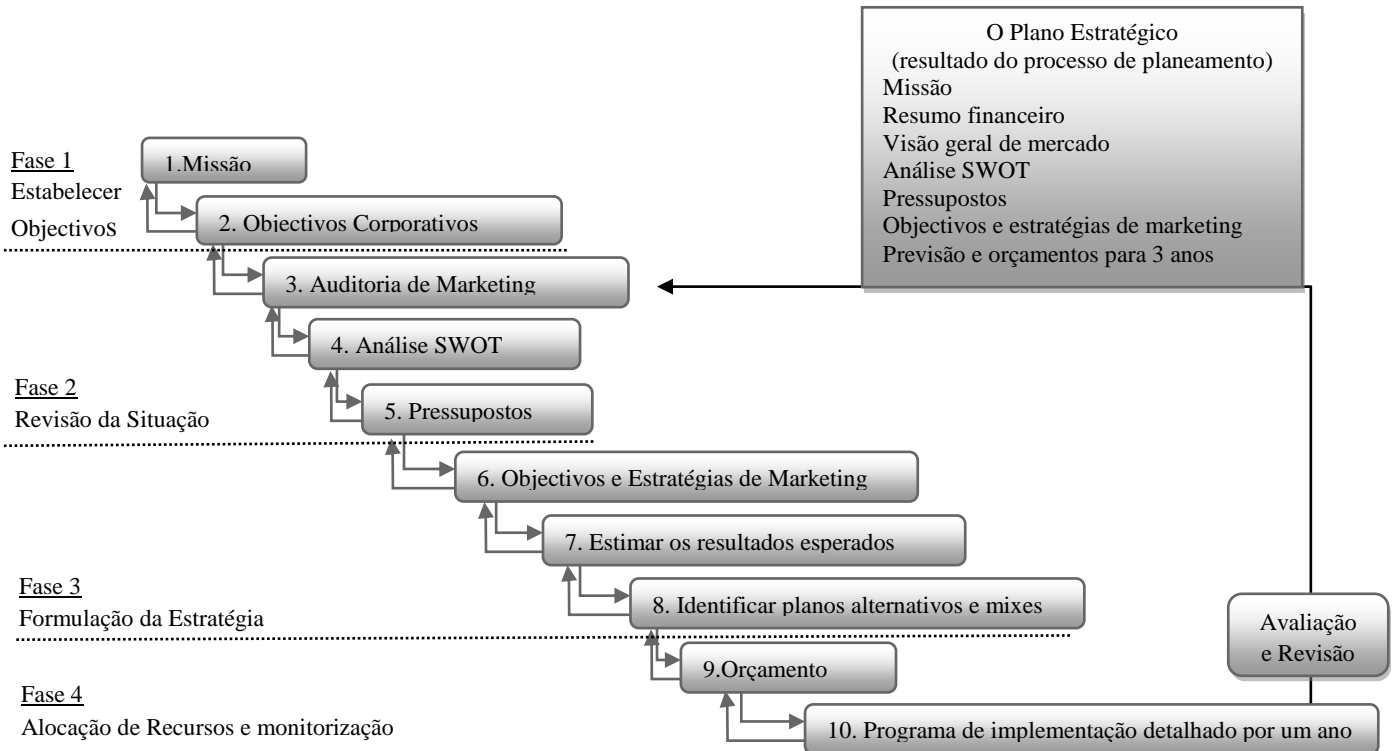 O Plano Estratégico
(resultado do processo de planeamento)
Missão
Resumo financeiro
Visão geral de mercado
Análise SWOT
Pressupostos
Objectivos e estratégias de marketing
Previsão e orçamentos para 3 anos
Fase 1
Estabelecer
Objectivos
1.Missão
2. Objectivos Corporativos
3. Auditoria de Marketing
4. Análise SWOT
Fase 2
Revisão da Situação
5. Pressupostos
6. Objectivos e Estratégias de Marketing
7. Estimar os resultados esperados
Fase 3
Formulação da Estratégia
8. Identificar planos alternativos e mixes
Avaliação
e Revisão
9.Orçamento
Fase 4
Alocação de Recursos e monitorização
10. Programa de implementação detalhado por um ano